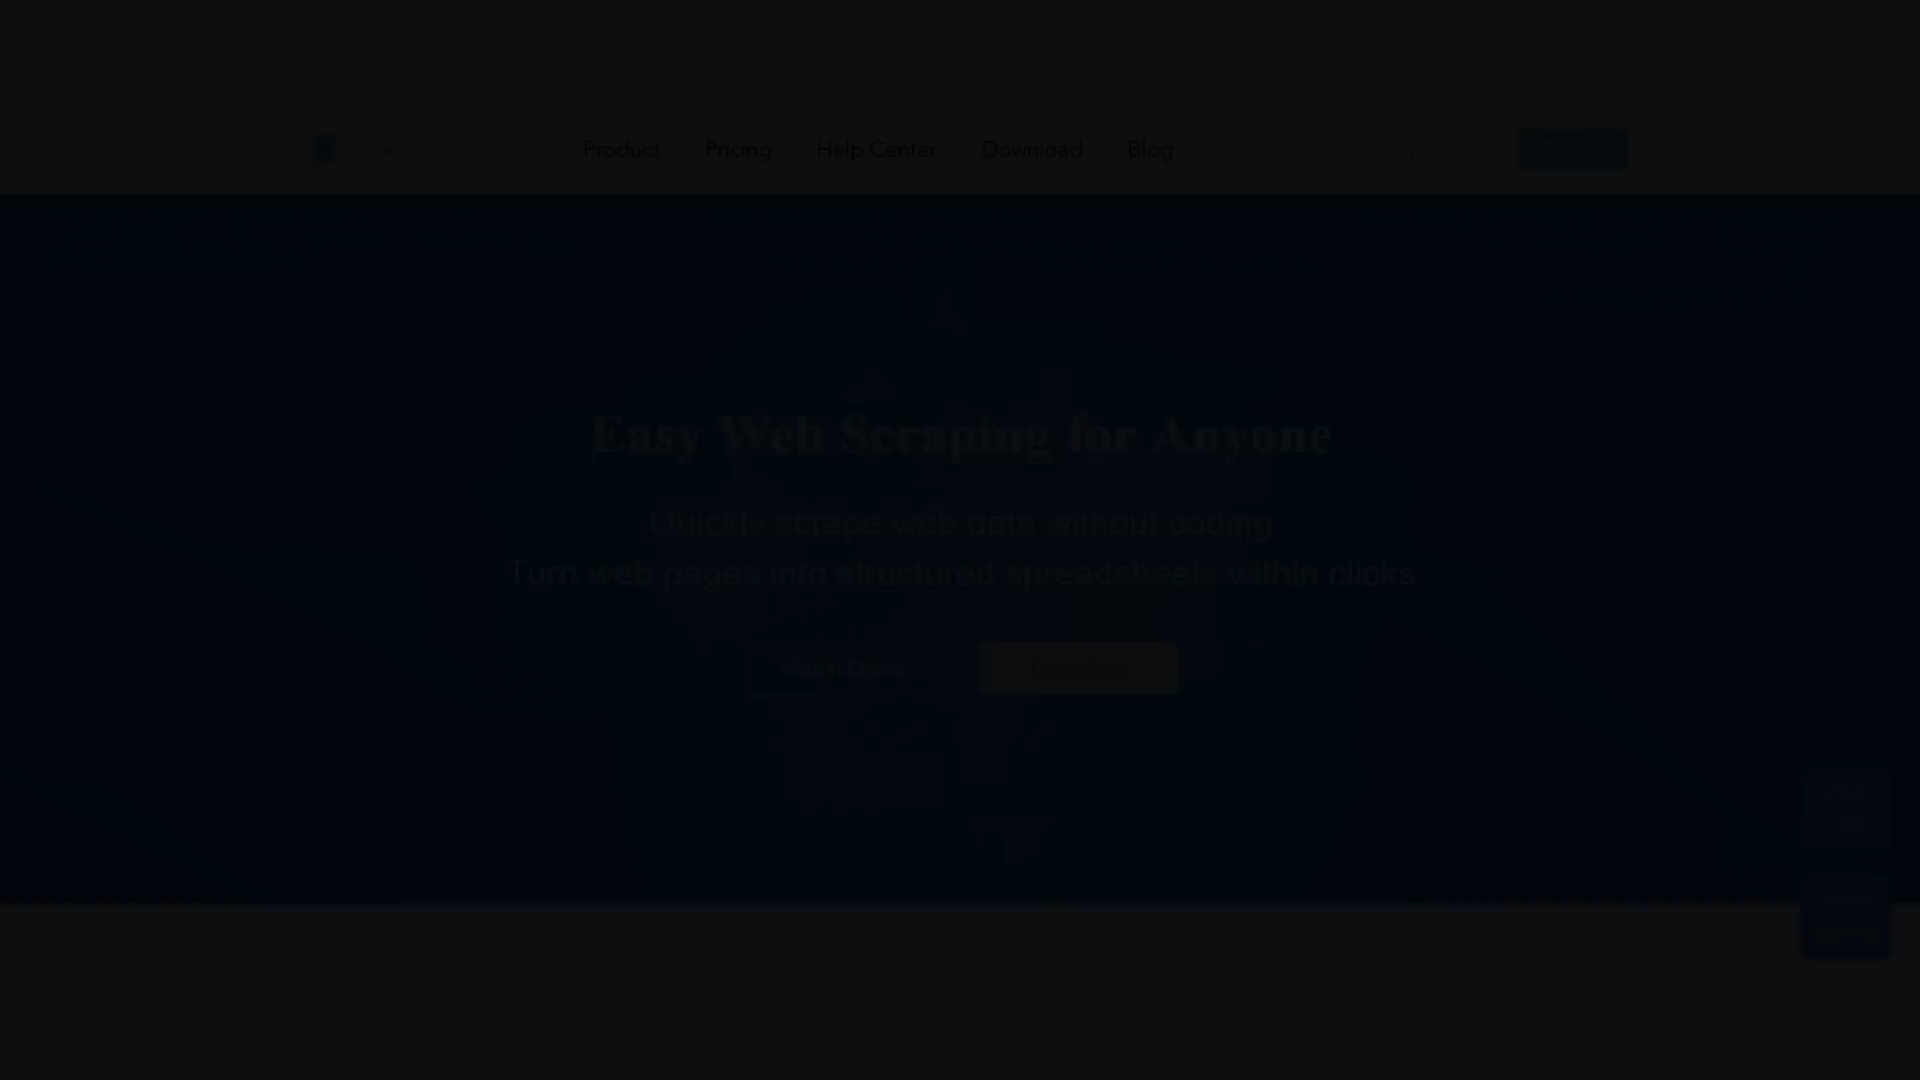 Product Pricing Help Center Download Blog
Easy Web Scraping for Anyone
Quickly scrape web data without coding
Turn web pages into structured spreadsheets within clicks